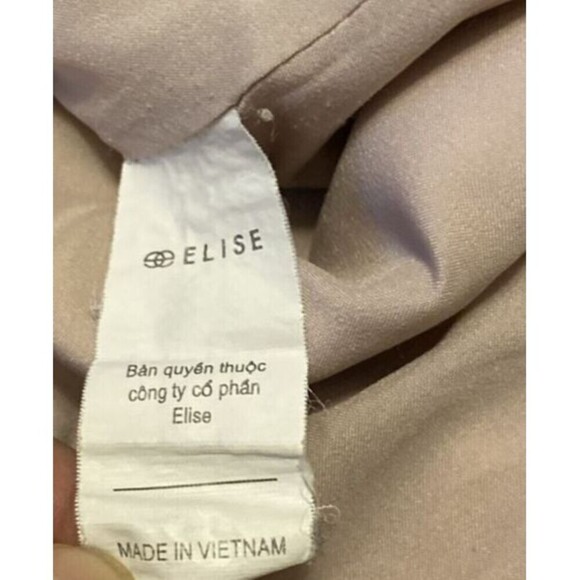 ELISE
Bản quyền thuộc
công ty cổ phần
Elise
MADE IN VIETNAM